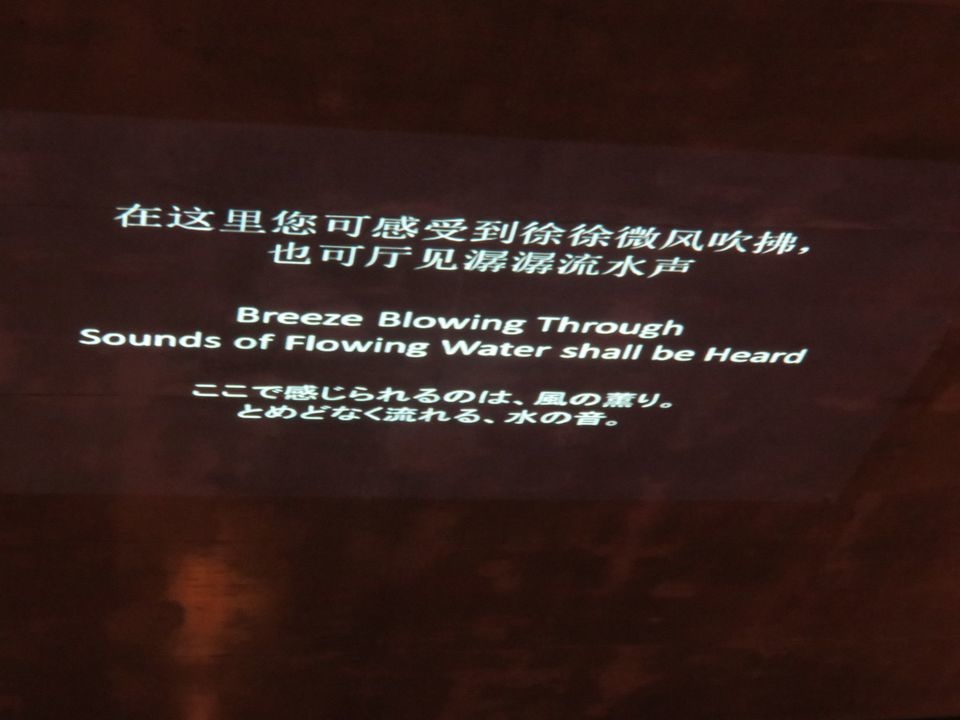 在这里您可感受到徐徐微风吹拂,
也可厅见潺潺流水声
Breeze Blowing Through
Sounds of Flowing Water shall be Heard
ここで感じられるのは、風の薫り。
とめどなく流れる、水の音。